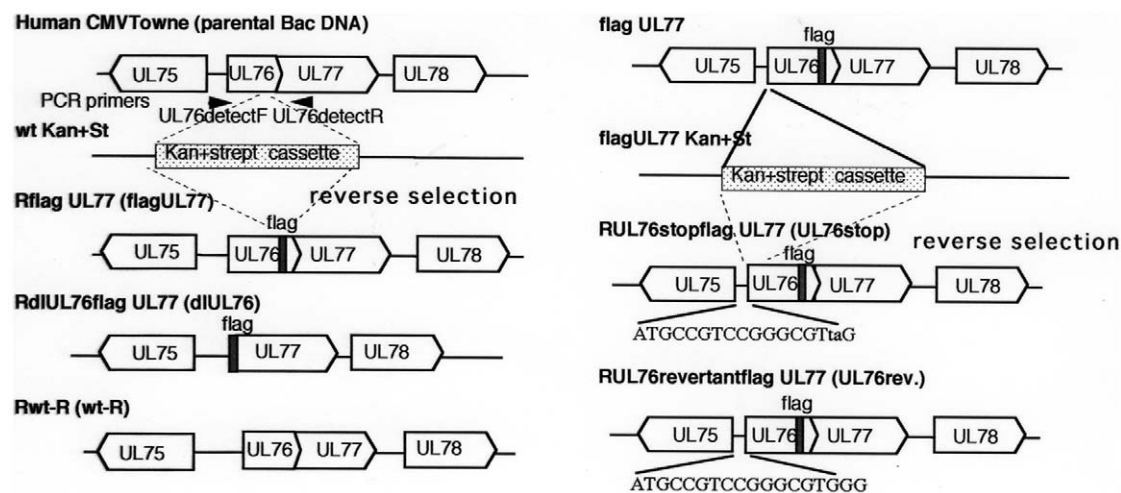 Human CMVTowne (parental Bac DNA)
UL75 UL76 UL77 UL78
PCR primers
UL76detectF UL76detectR
wt Kan+St
Kan+strept cassette
reverse selection
Rflag UL77 (flagUL77)
flag
UL75 UL76 UL77 UL78
RdlUL76flag UL77 (dlUL76)
flag
UL75 UL77 UL78
Rwt-R (wt-R)
UL75 UL76 UL77 UL78
flag UL77
flag
UL75 UL76 UL77 UL78
flagUL77 Kan+St
Kan+strept cassette
RUL76stopflag UL77 (UL76stop)
reverse selection
flag
UL75 UL76 UL77 UL78
ATGCCGTCCGGGCGTtaG
RUL76revertantflag UL77 (UL76rev.)
flag
UL75 UL76 UL77 UL78
ATGCCGTCCGGGCGTGGG